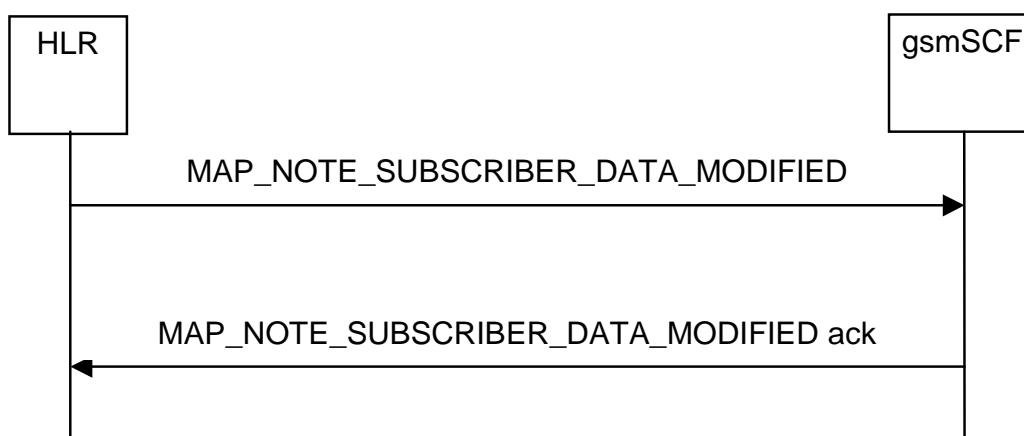 HLR
gsmSCF
MAP_NOTE_SUBSCRIBER_DATA_MODIFIED
MAP_NOTE_SUBSCRIBER_DATA_MODIFIED ack